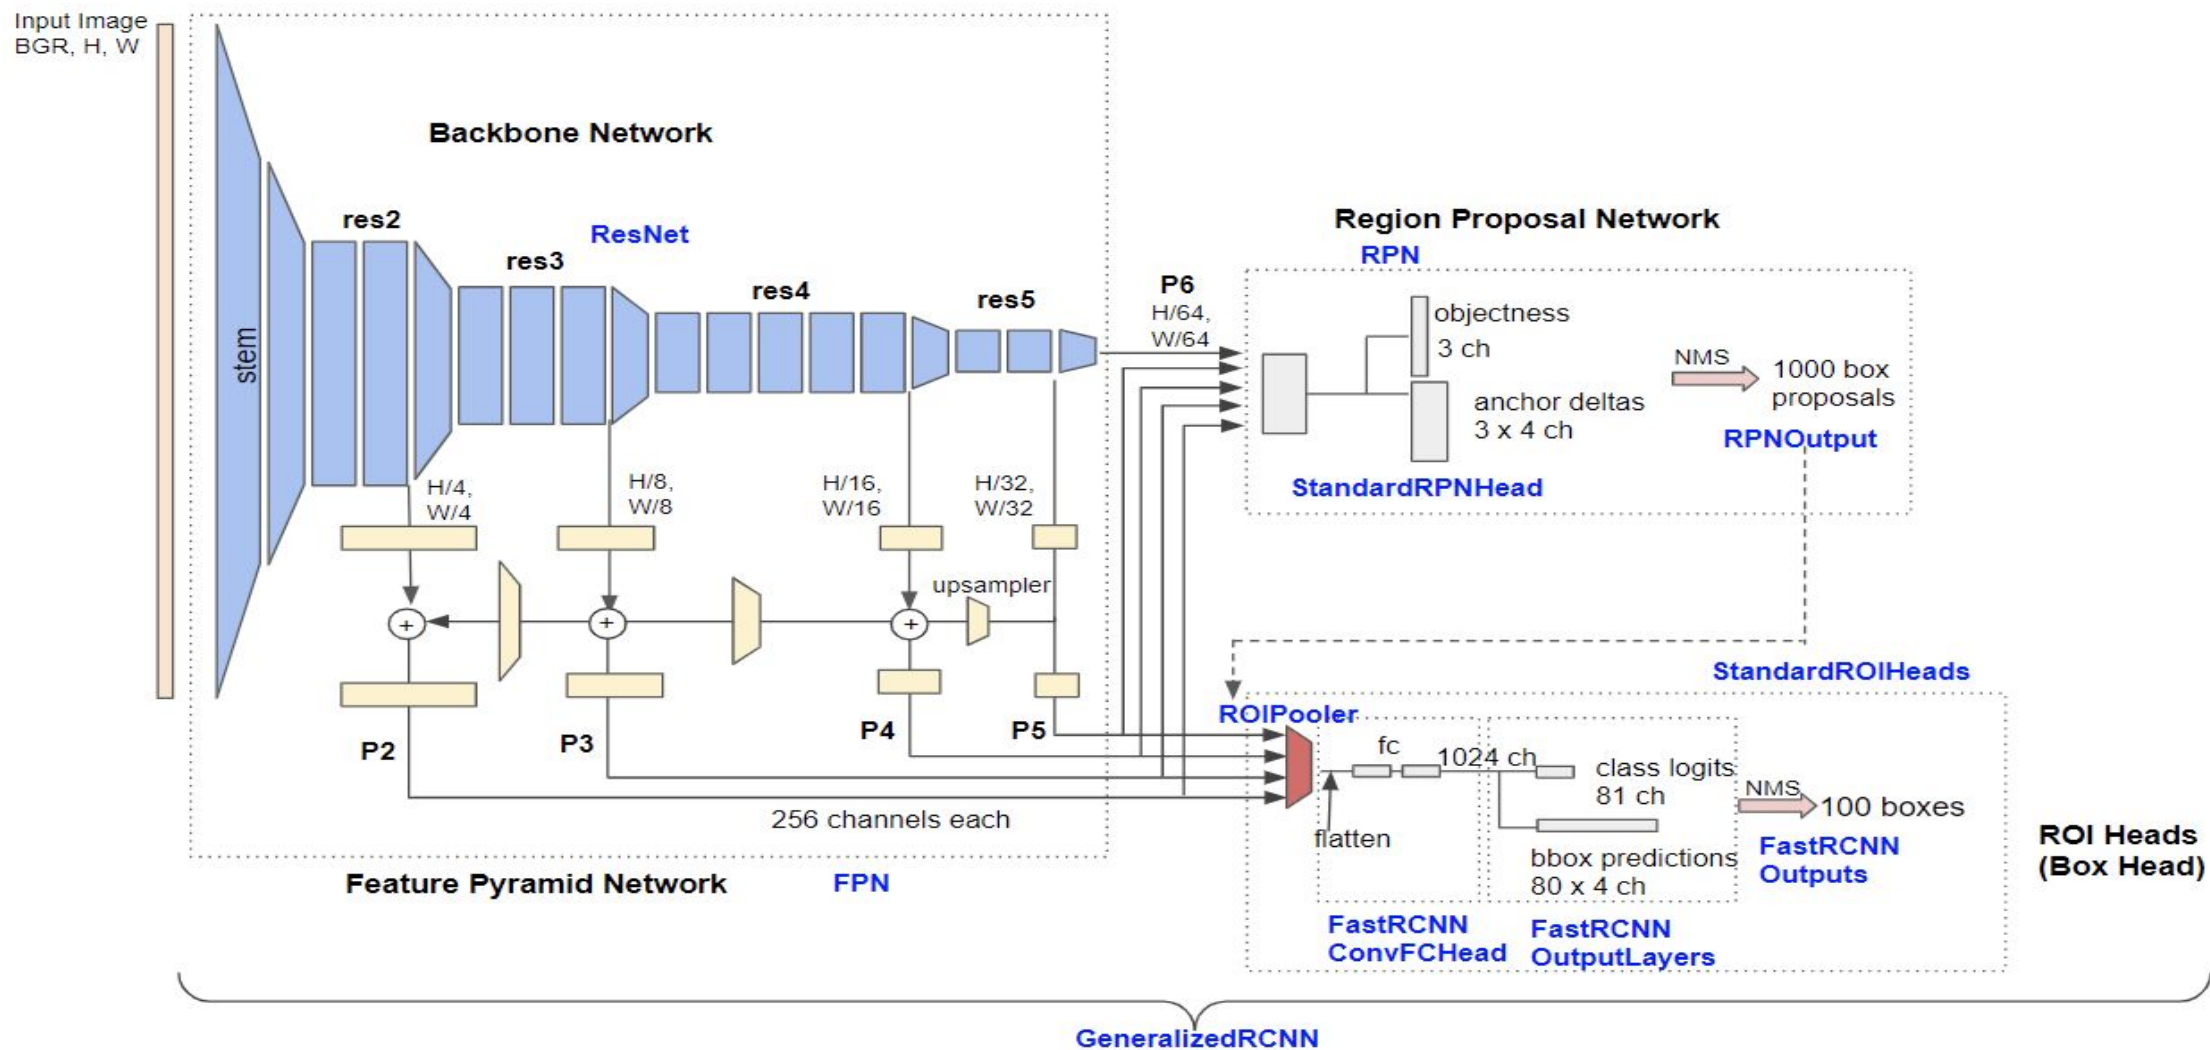 Input Image
BGR, H, W
Backbone Network
res2
ResNet
res3
res4
res5
stem
P6
H/64,
W/64
Region Proposal Network
RPN
objectness
3 ch
anchor deltas
3 x 4 ch
NMS
1000 box
proposals
RPNOutput
StandardRPNHead
H/4,
W/4
H/8,
W/8
H/16,
W/16
H/32,
W/32
upsampler
+
+
+
P2
P3
P4
P5
256 channels each
Feature Pyramid Network
FPN
StandardROIHeads
ROIPooler
fc
1024 ch
flatten
class logits
81 ch
bbox predictions
80 x 4 ch
NMS
100 boxes
FastRCNN
Outputs
FastRCNN
ConvFCHead
FastRCNN
OutputLayers
ROI Heads
(Box Head)
GeneralizedRCNN